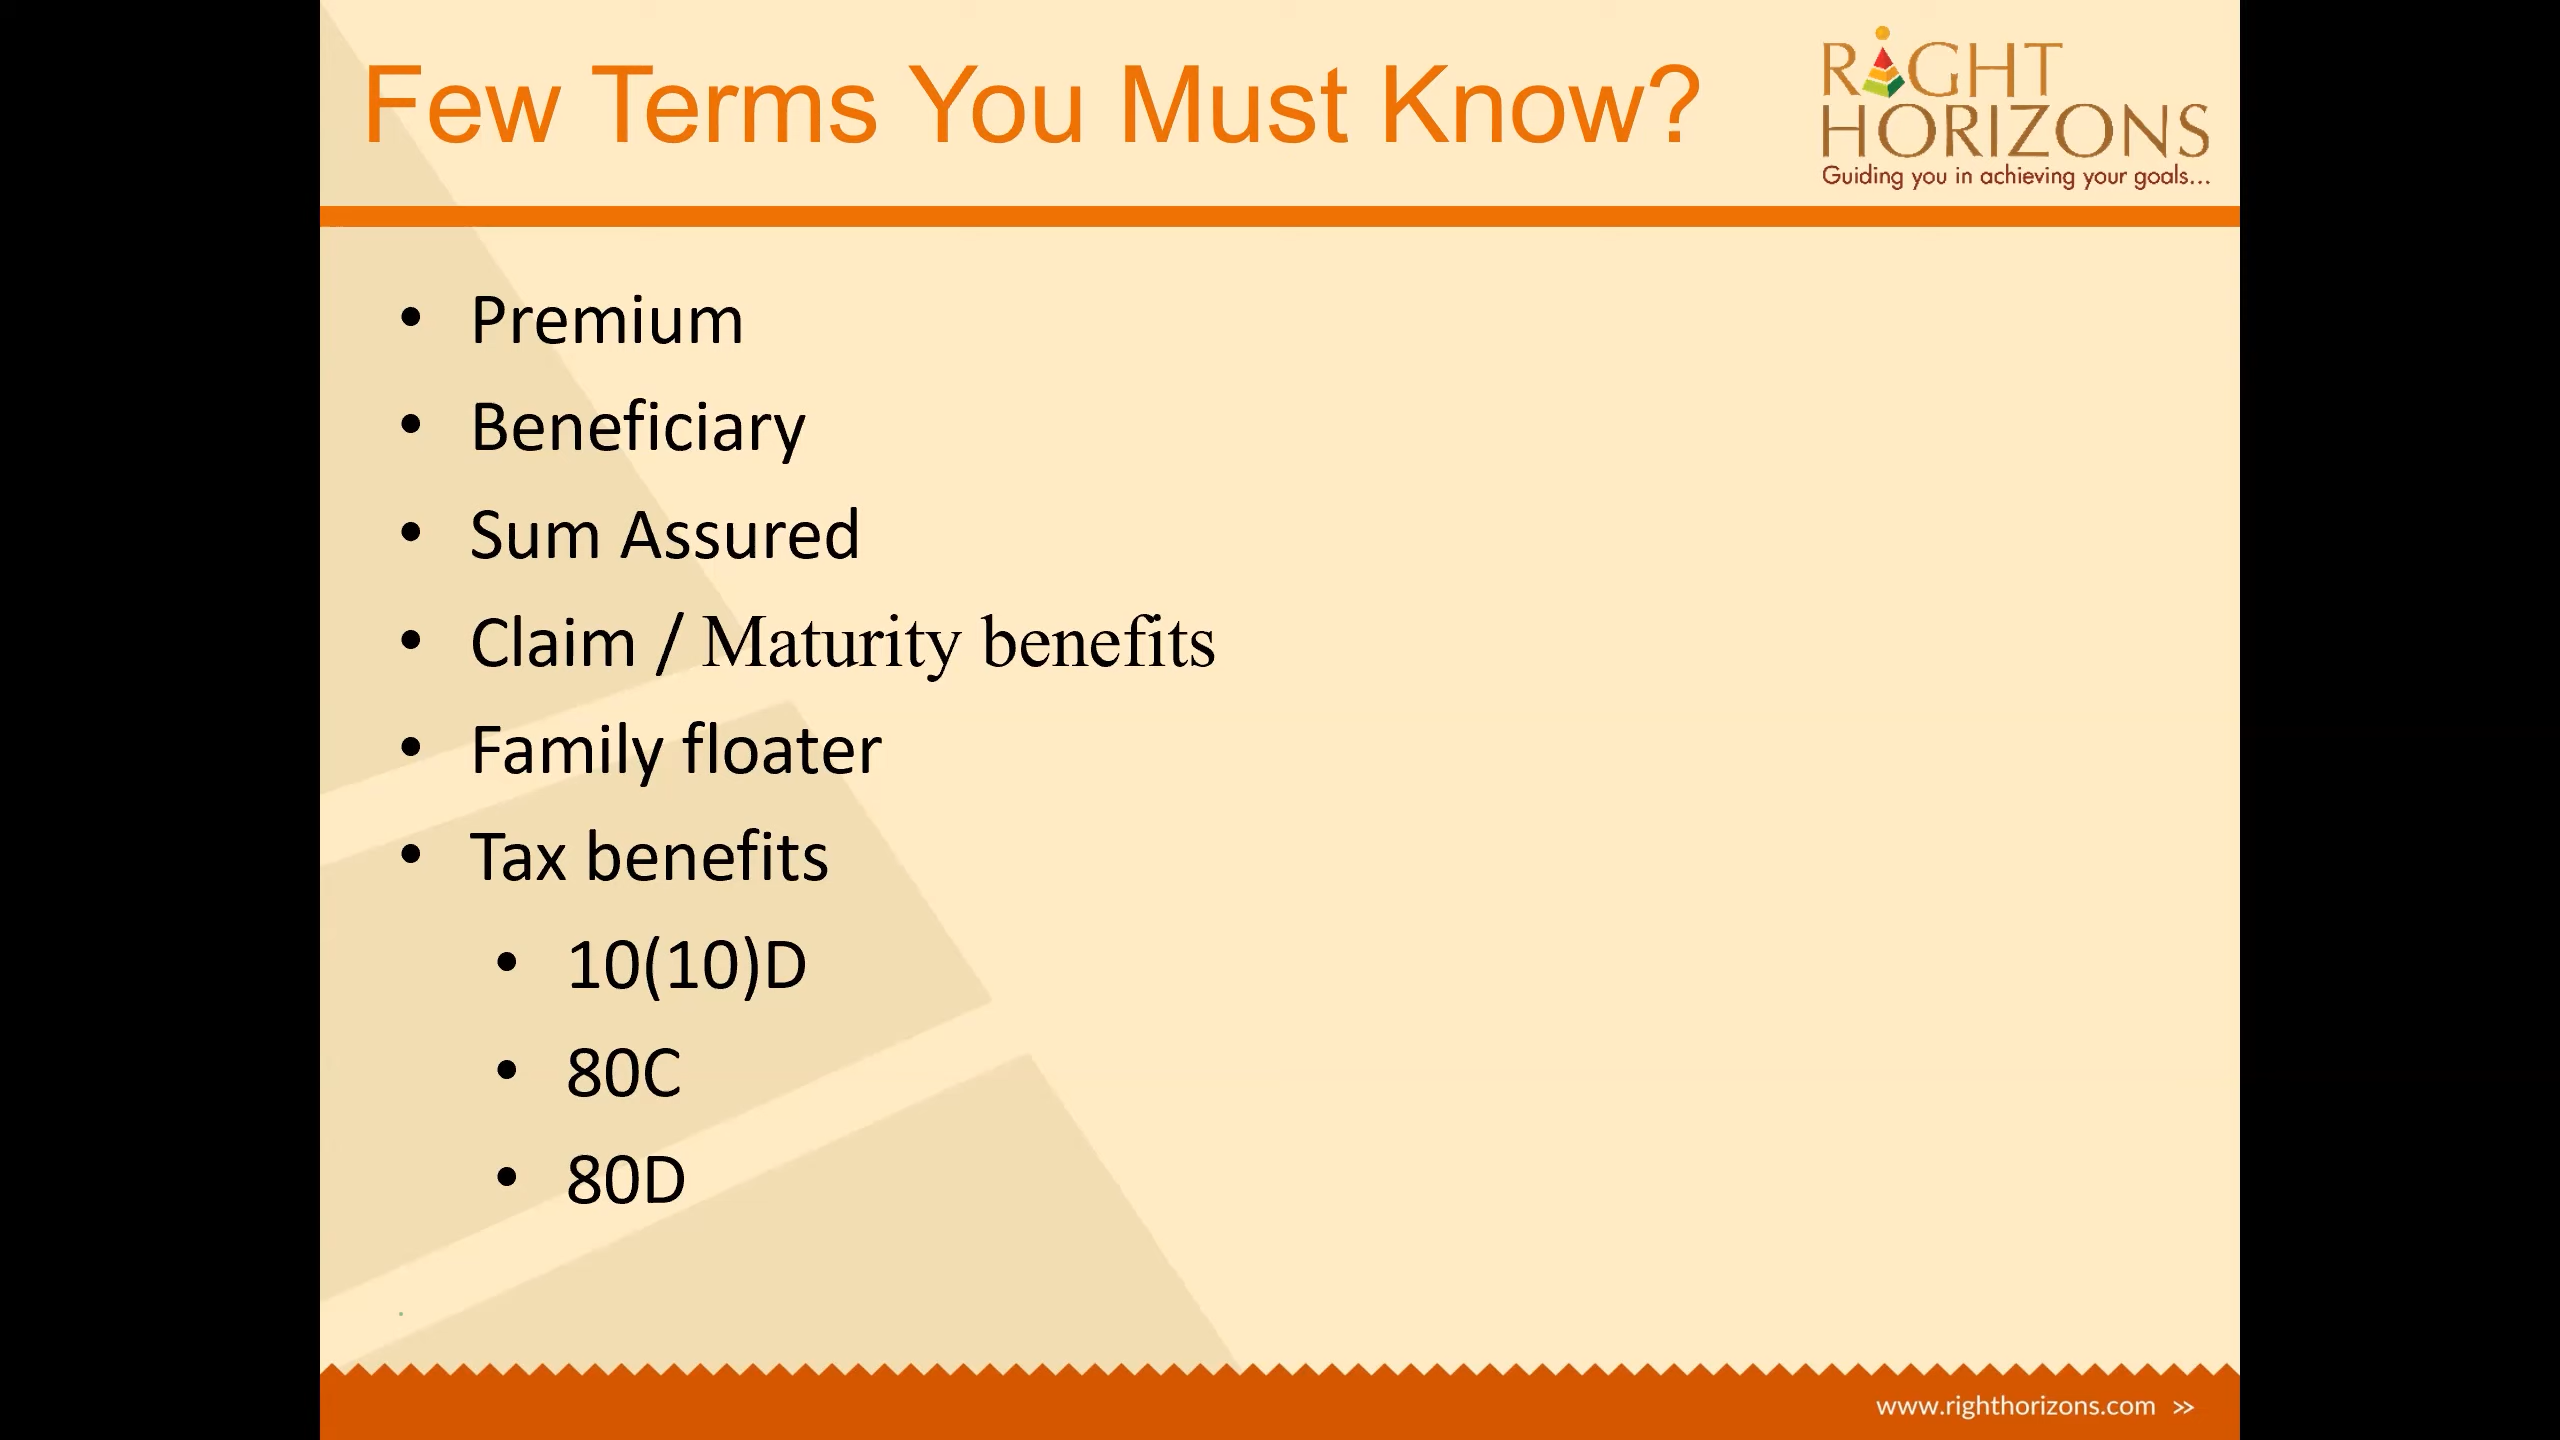 Few Terms You Must Know?
RIGHT
HORIZONS
Guiding you in achieving your goals...
• Premium
• Beneficiary
• Sum Assured
• Claim / Maturity benefits
• Family floater
• Tax benefits
• 10(10)D
• 80C
• 80D
www.righthorizons.com >>